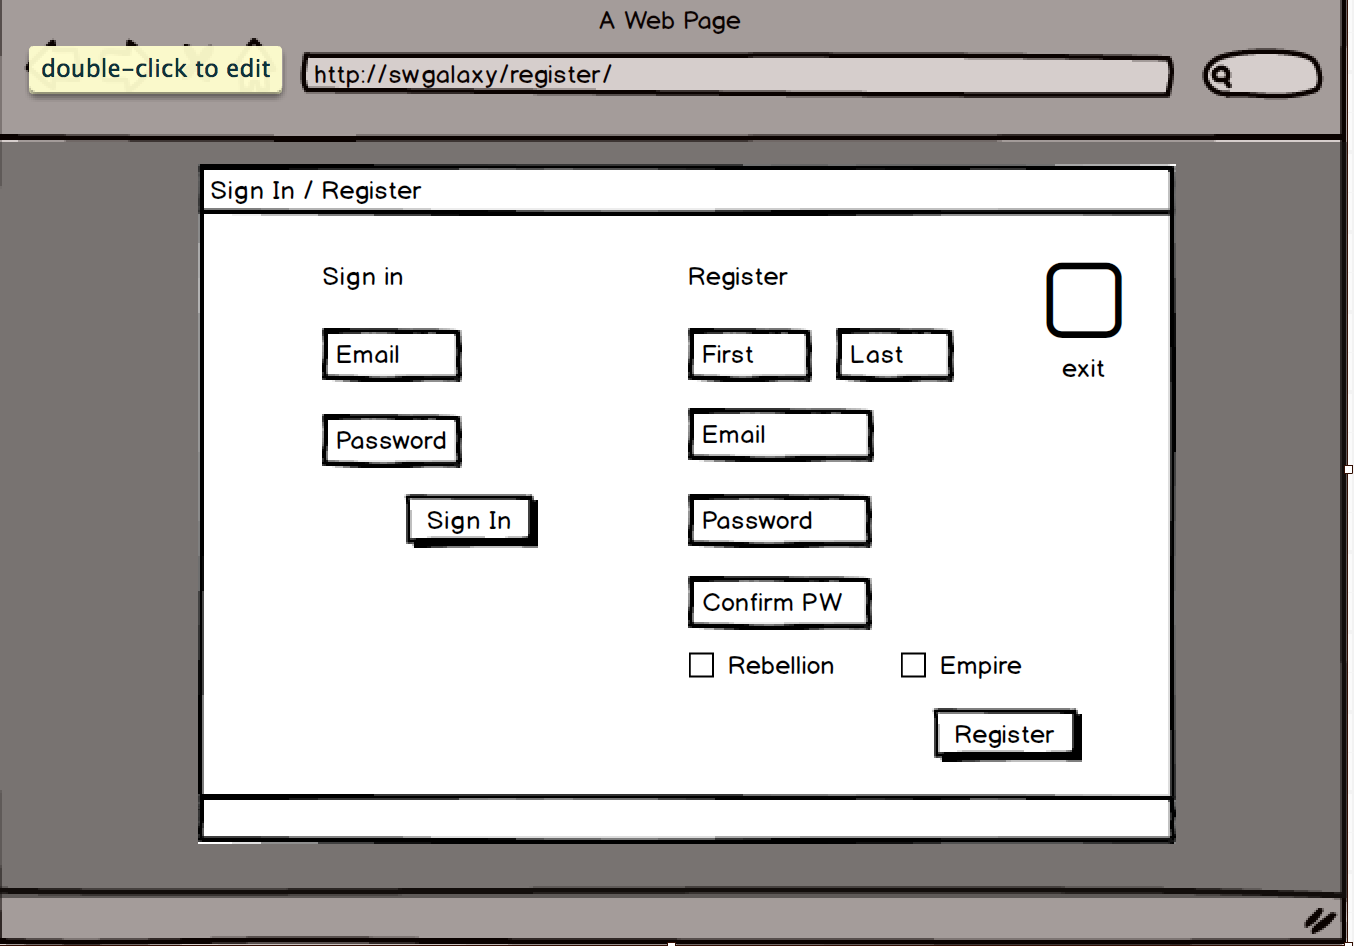 A Web Page
double-click to edit
http://swgalaxy/register/
Sign In / Register
Sign in
Email
Password
Sign In
Register
First
Last
Email
Password
Confirm PW
Rebellion
Empire
Register
exit